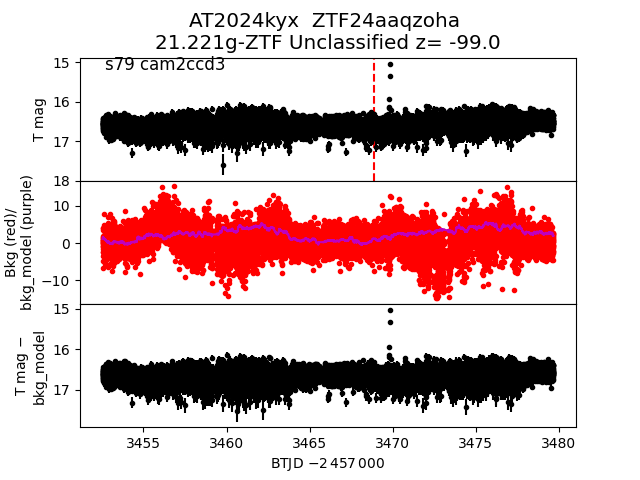 AT2024kyx  ZTF24aaqzoha
21.221g-ZTF Unclassified z= -99.0
s79 cam2ccd3
T mag
15
16
17
18
Bkg (red)/
bkg_model (purple)
10
0
−10
T mag −
bkg_model
15
16
17
3455
3460
3465
3470
3475
3480
BTJD −2 457 000